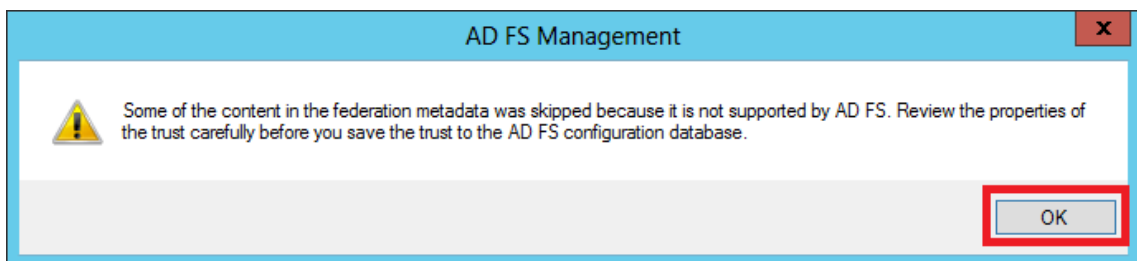 AD FS Management
x
Some of the content in the federation metadata was skipped because it is not supported by AD FS. Review the properties of
the trust carefully before you save the trust to the AD FS configuration database.
OK